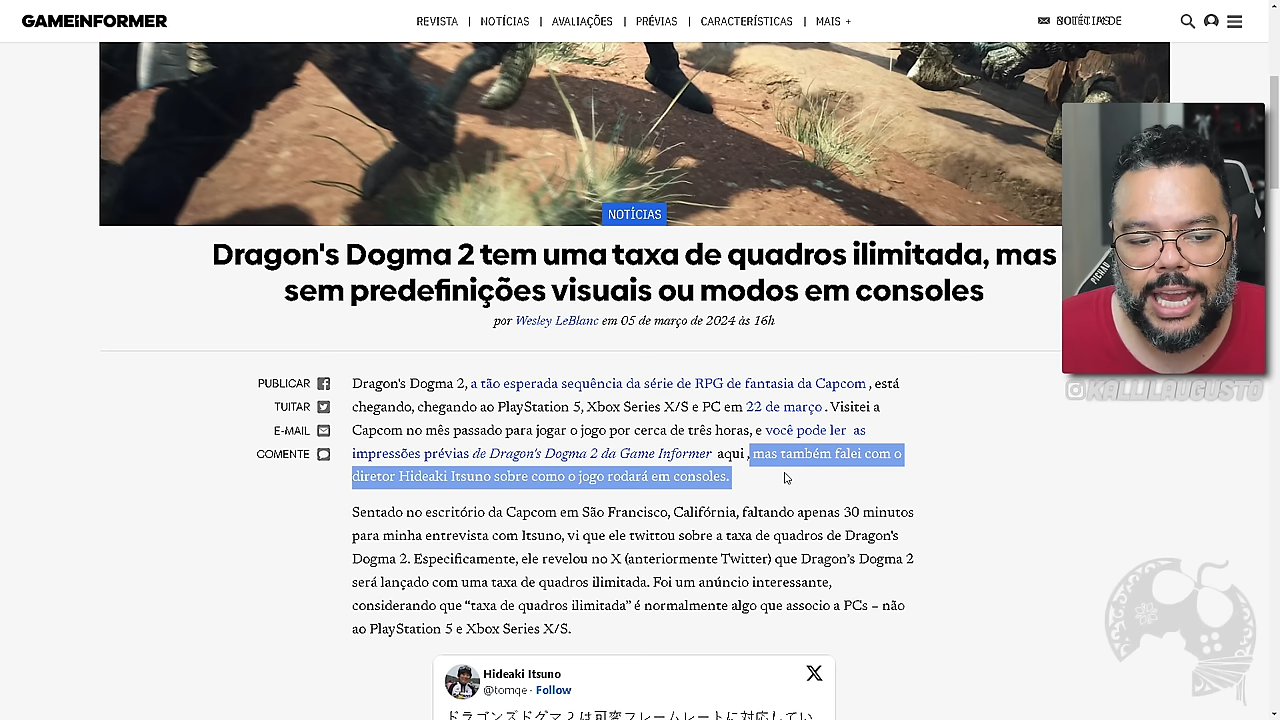 GAMEiNFORMER
REVISTA | NOTÍCIAS | AVALIAÇÕES | PRÉVIAS | CARACTERÍSTICAS | MAIS +
NOTÍCIAS
Dragon's Dogma 2 tem uma taxa de quadros ilimitada, mas
sem predefinições visuais ou modos em consoles
por Wesley LeBlanc em 05 de março de 2024 às 16h
PUBLICAR
TUITAR
E-MAIL
COMENTE
Dragon's Dogma 2, a tão esperada sequência da série de RPG de fantasia da Capcom , está
chegando, chegando ao PlayStation 5, Xbox Series X/S e PC em 22 de março . Visitei a
Capcom no mês passado para jogar o jogo por cerca de três horas, e você pode ler as
impressões prévias de Dragon's Dogma 2 da Game Informer aqui , mas também falei com o
diretor Hideaki Itsuno sobre como o jogo rodará em consoles.
Sentado no escritório da Capcom em São Francisco, Califórnia, faltando apenas 30 minutos
para minha entrevista com Itsuno, vi que ele twittou sobre a taxa de quadros de Dragon's
Dogma 2. Especificamente, ele revelou no X (anteriormente Twitter) que Dragon's Dogma 2
será lançado com uma taxa de quadros ilimitada. Foi um anúncio interessante,
considerando que “taxa de quadros ilimitada” é normalmente algo que associo a PCs – não
ao PlayStation 5 e Xbox Series X/S.
Hideaki Itsuno
@tomqe · Follow
ドラゴンズドグマ２は可変フレームレートに対応してい
PICHAU
KALLILAUGUSTO